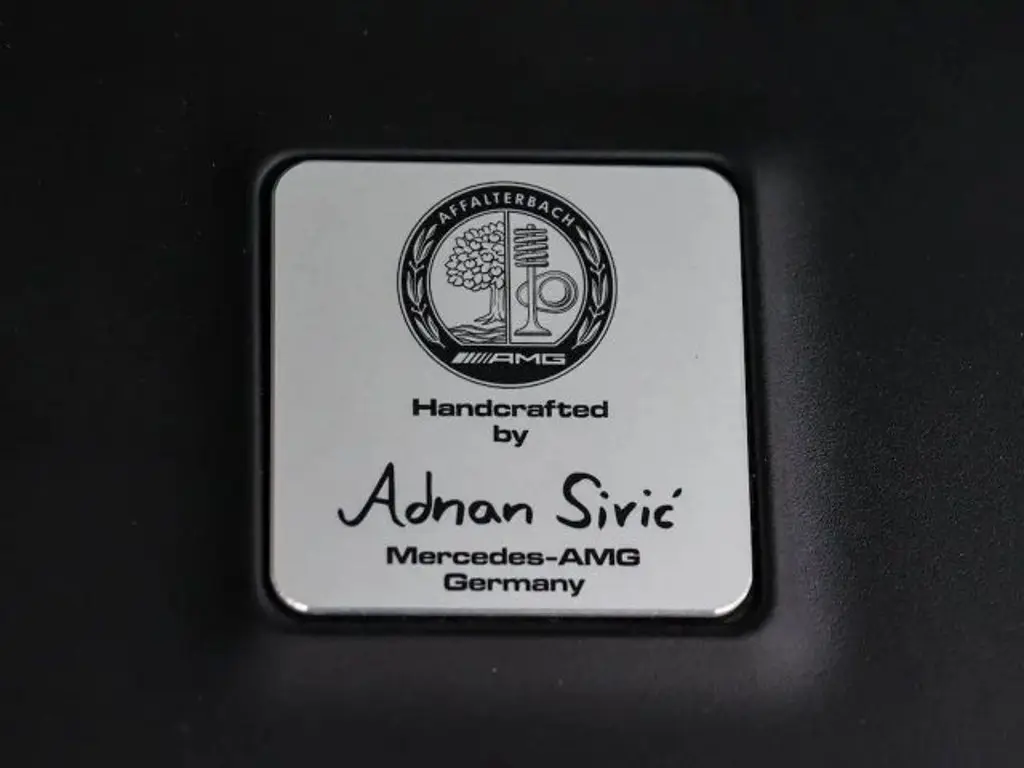 AFFALTERBACH
AMG
Handcrafted
by
Adnan Sirić
Mercedes-AMG
Germany